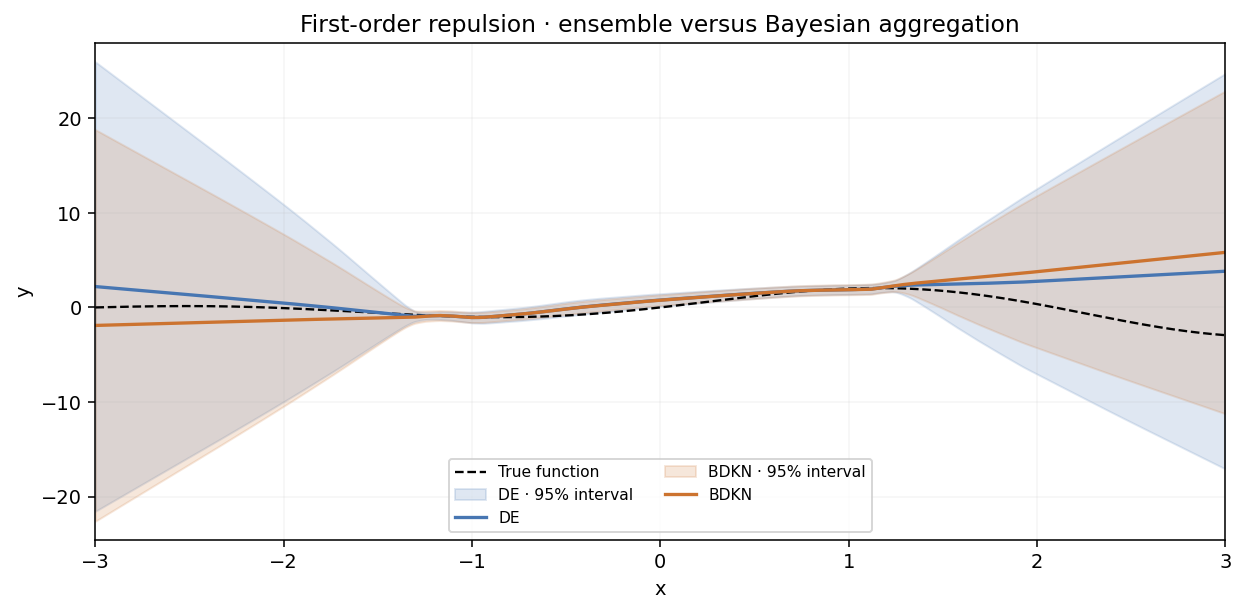 First-order repulsion · ensemble versus Bayesian aggregation
20
10
0
−10
−20
y
True function
DE · 95% interval
DE
BDKN · 95% interval
BDKN
−3 −2 −1 0 1 2 3
x